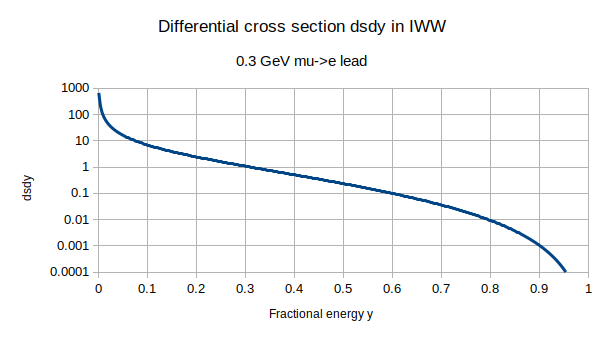 Differential cross section dsdy in IWW
0.3 GeV mu->e lead
1000
100
10
1
0.1
0.01
0.001
0.0001
dsdy
0 0.1 0.2 0.3 0.4 0.5 0.6 0.7 0.8 0.9 1
Fractional energy y